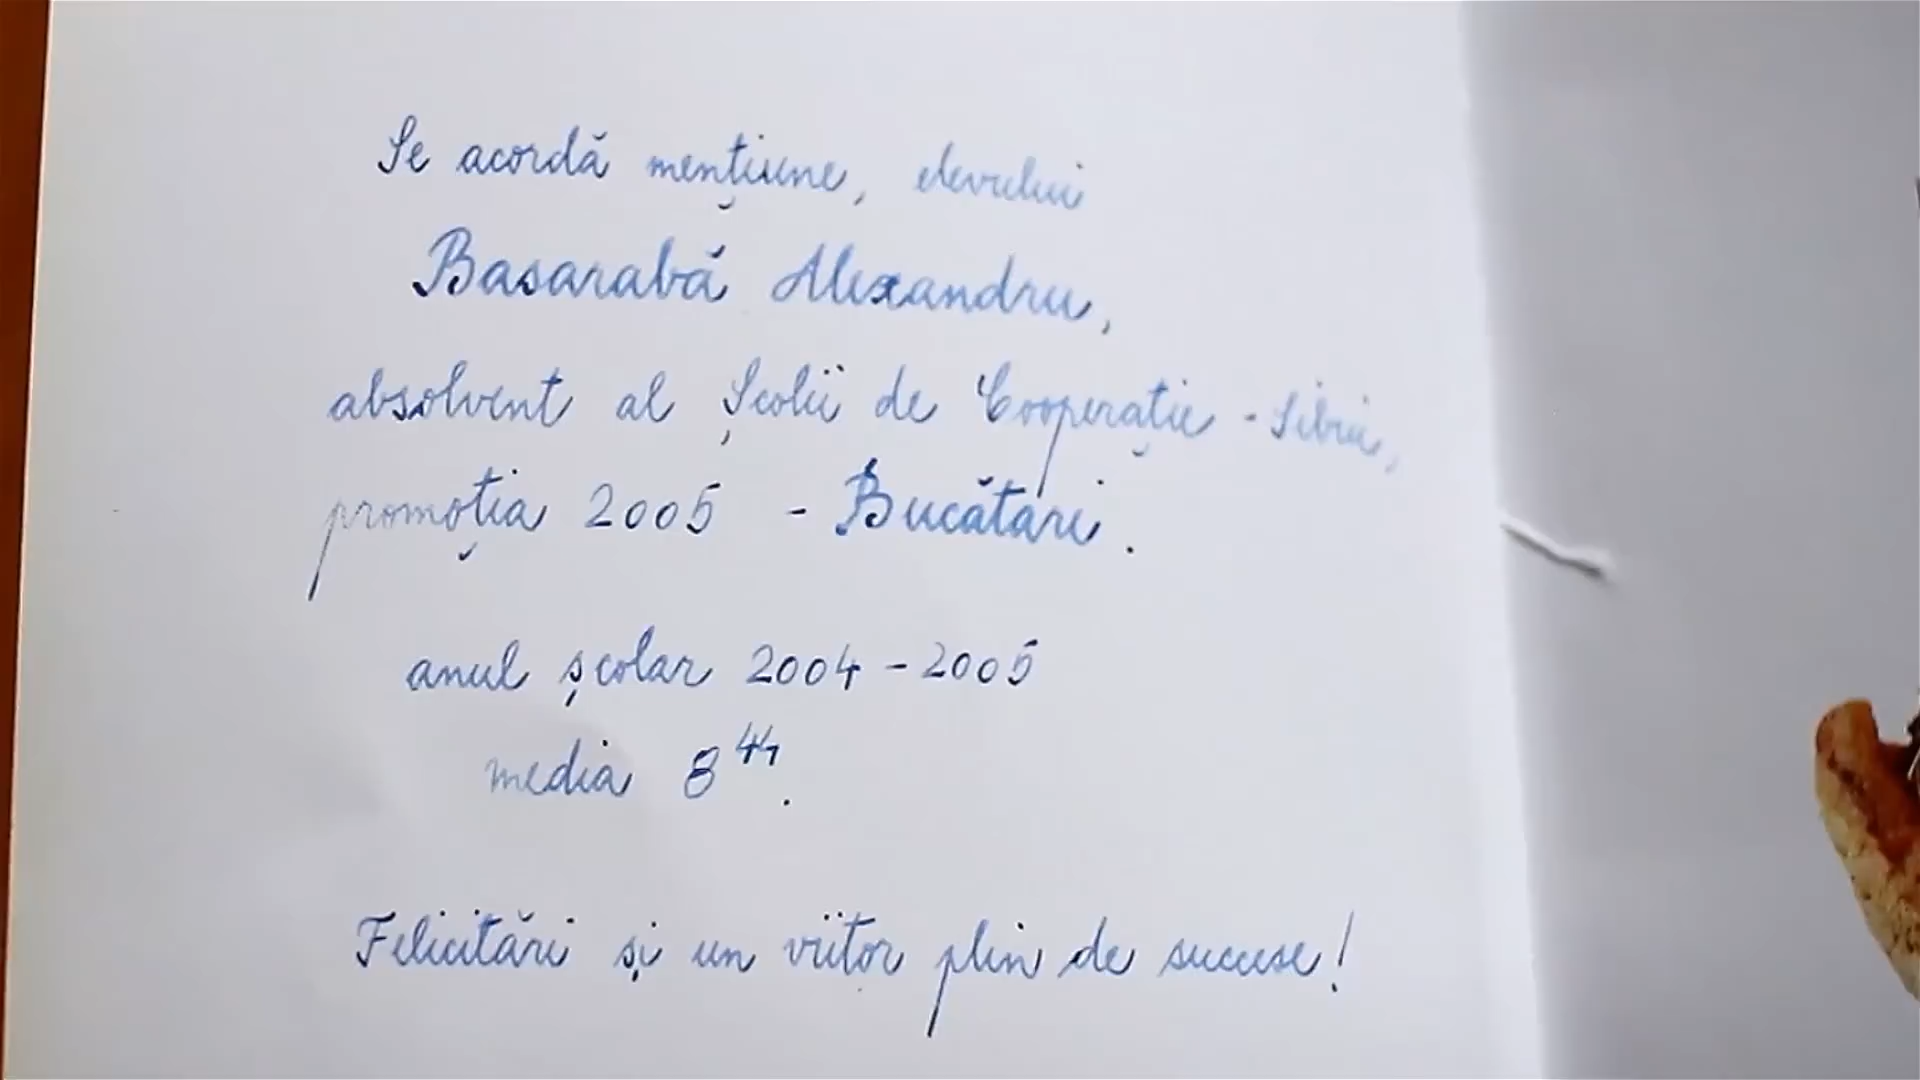 Se acordă mențiune, elevului
Basarabă Alexandru,
absolvent al Școlii de Cooperație - Sibiu,
promoția 2005 - Bucătari.
anul școlar 2004 - 2005
media 8⁴⁴.
Felicitări și un viitor plin de succese!